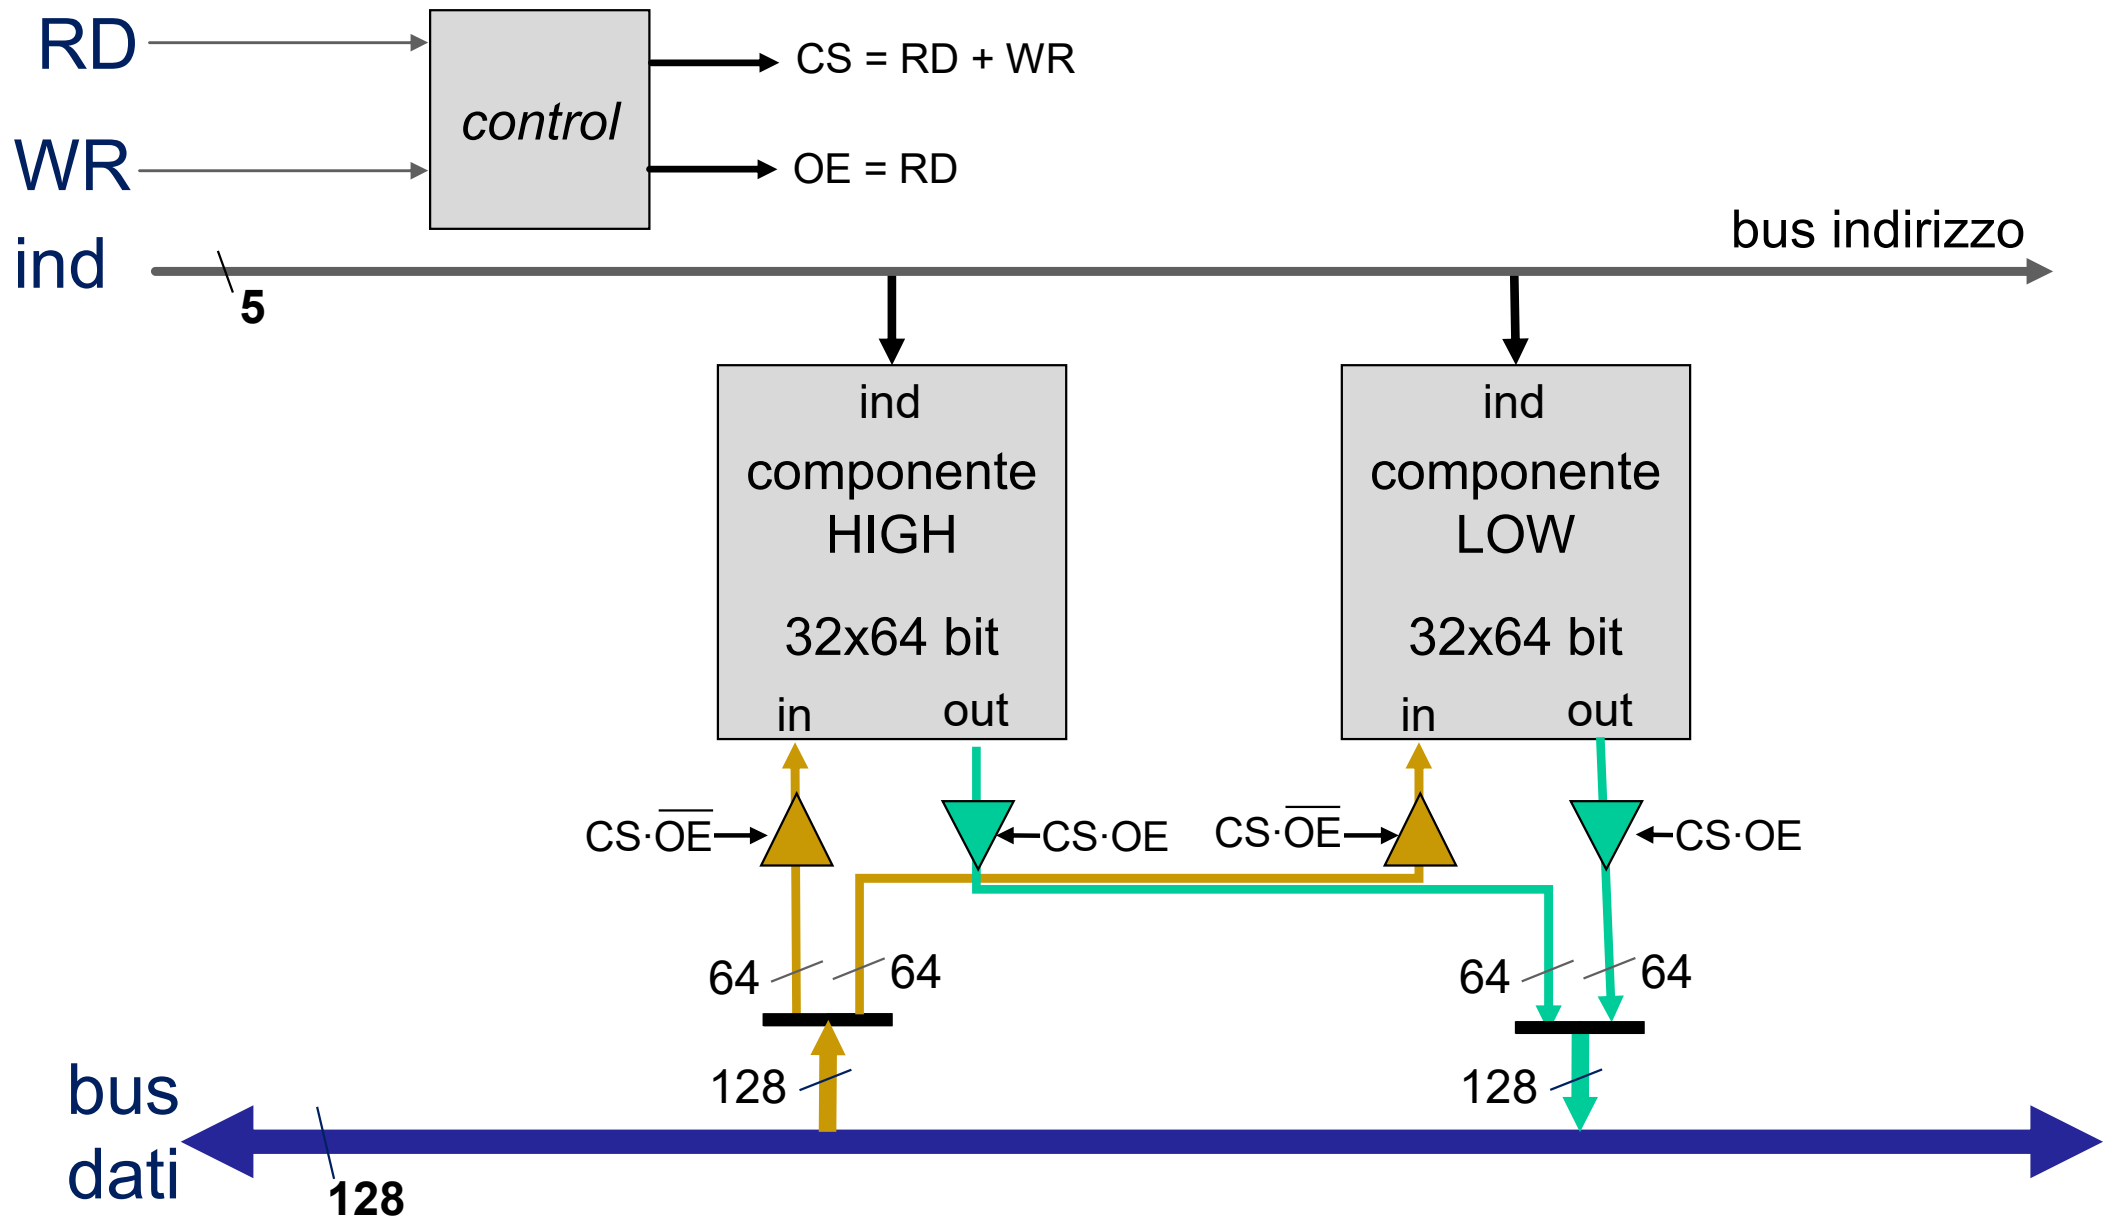 RD
CS = RD + WR
control
WR
OE = RD
bus indirizzo
ind
5
ind
componente
HIGH
32x64 bit
in
out
ind
componente
LOW
32x64 bit
in
out
CS·O̅E̅
CS·OE
CS·O̅E̅
CS·OE
64
64
64
64
128
128
bus
dati
128